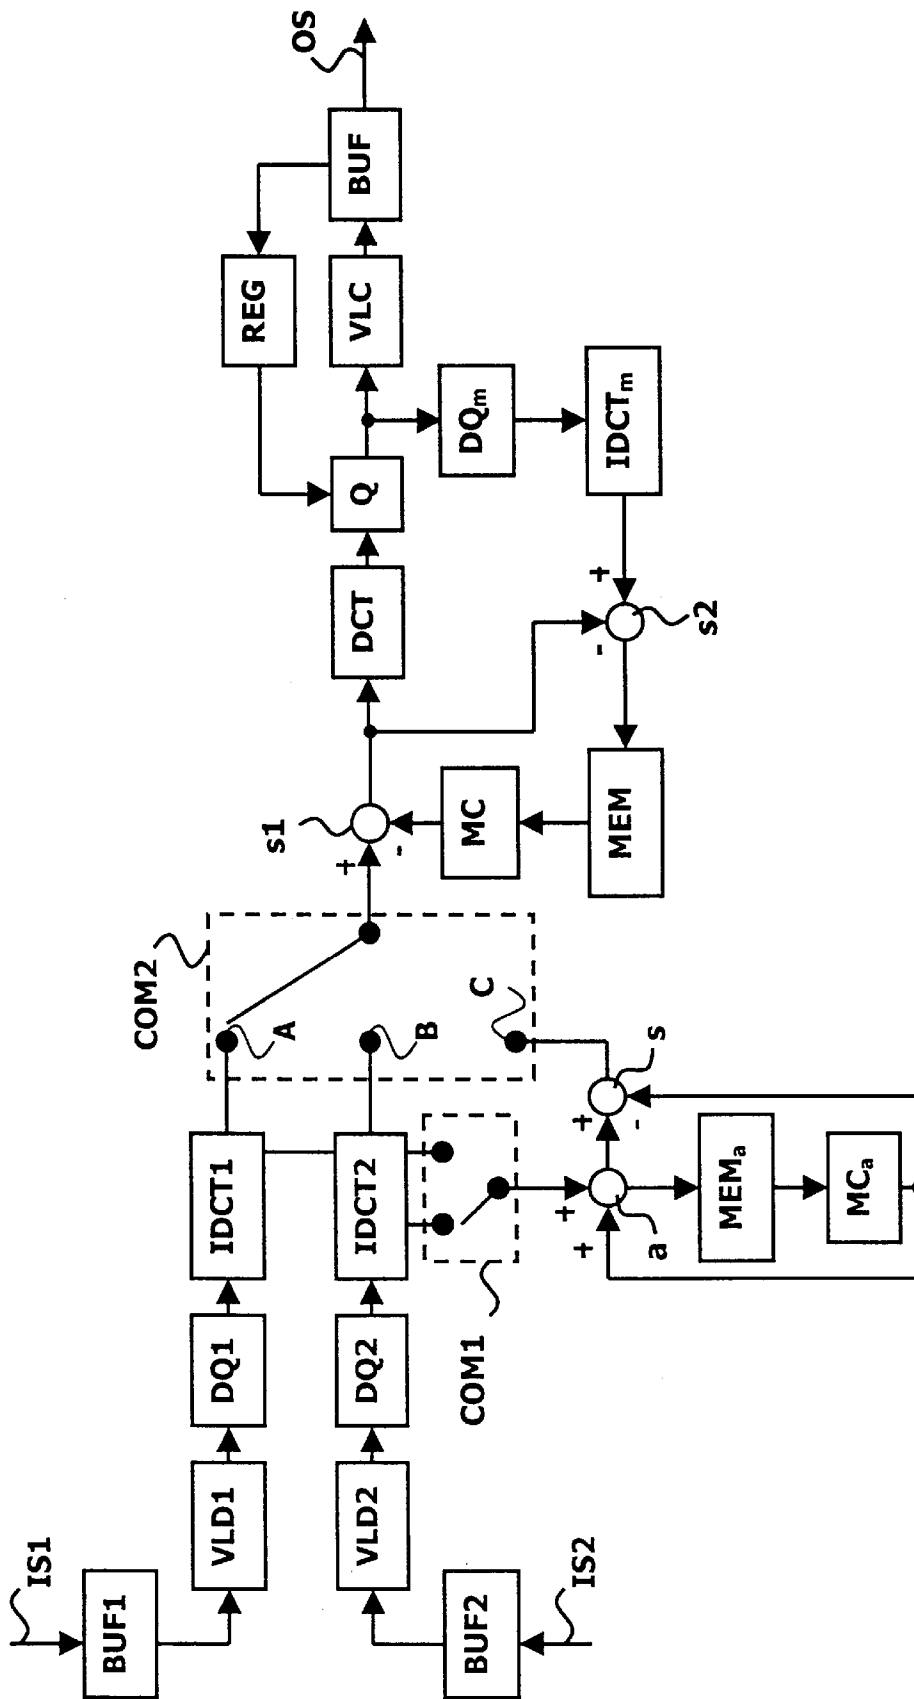 IS1
BUF1
VLD1
DQ1
IDCT1
IS2
BUF2
VLD2
DQ2
IDCT2
COM1
COM2
A
B
C
+
+
a
+
-
s
MEMa
MCa
+
-
s1
MC
MEM
DCT
Q
REG
VLC
BUF
OS
DQm
IDCTm
+
-
s2